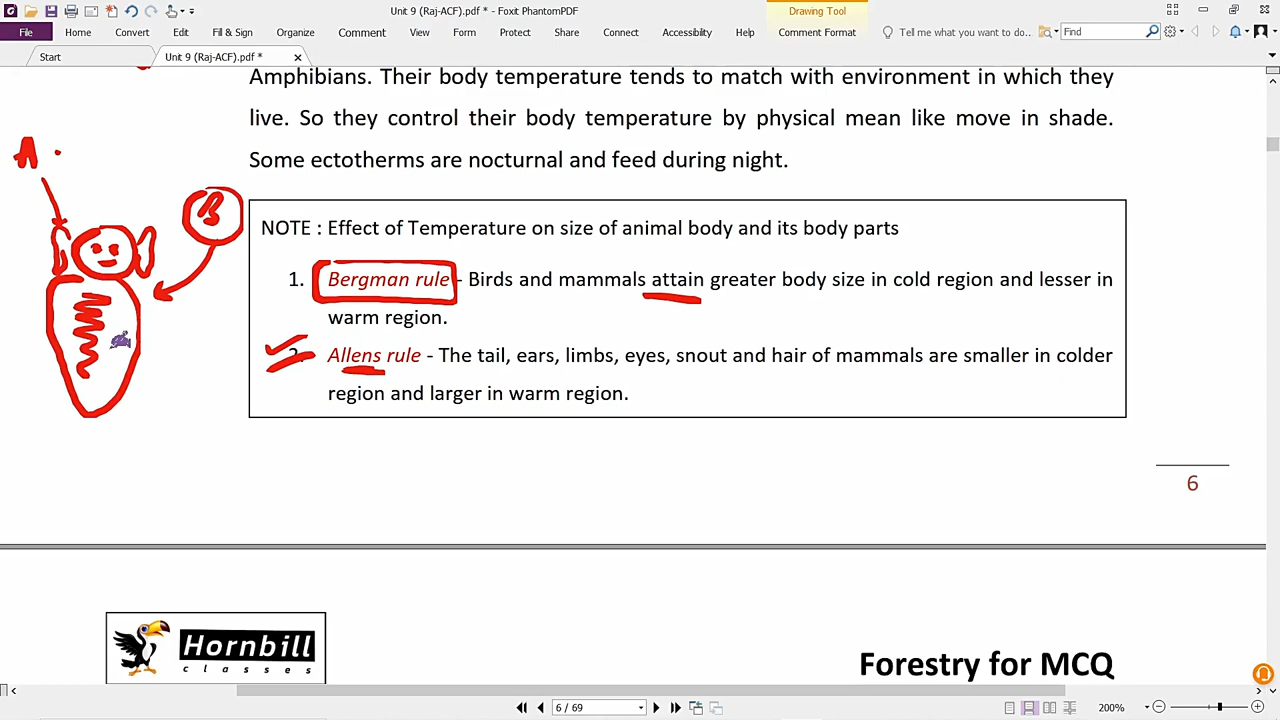 Unit 9 (Raj-ACF).pdf * - Foxit PhantomPDF
Drawing Tool
File Home Convert Edit Fill & Sign Organize Comment View Form Protect Share Connect Accessibility Help Comment Format Tell me what you want to do.. Find
Start Unit 9 (Raj-ACF).pdf *
Amphibians. Their body temperature tends to match with environment in which they
live. So they control their body temperature by physical mean like move in shade.
Some ectotherms are nocturnal and feed during night.
A
B
NOTE : Effect of Temperature on size of animal body and its body parts
1. Bergman rule - Birds and mammals attain greater body size in cold region and lesser in
warm region.
2. Allens rule - The tail, ears, limbs, eyes, snout and hair of mammals are smaller in colder
region and larger in warm region.
6
Hornbill
classes
Forestry for MCQ
6 / 69
200%